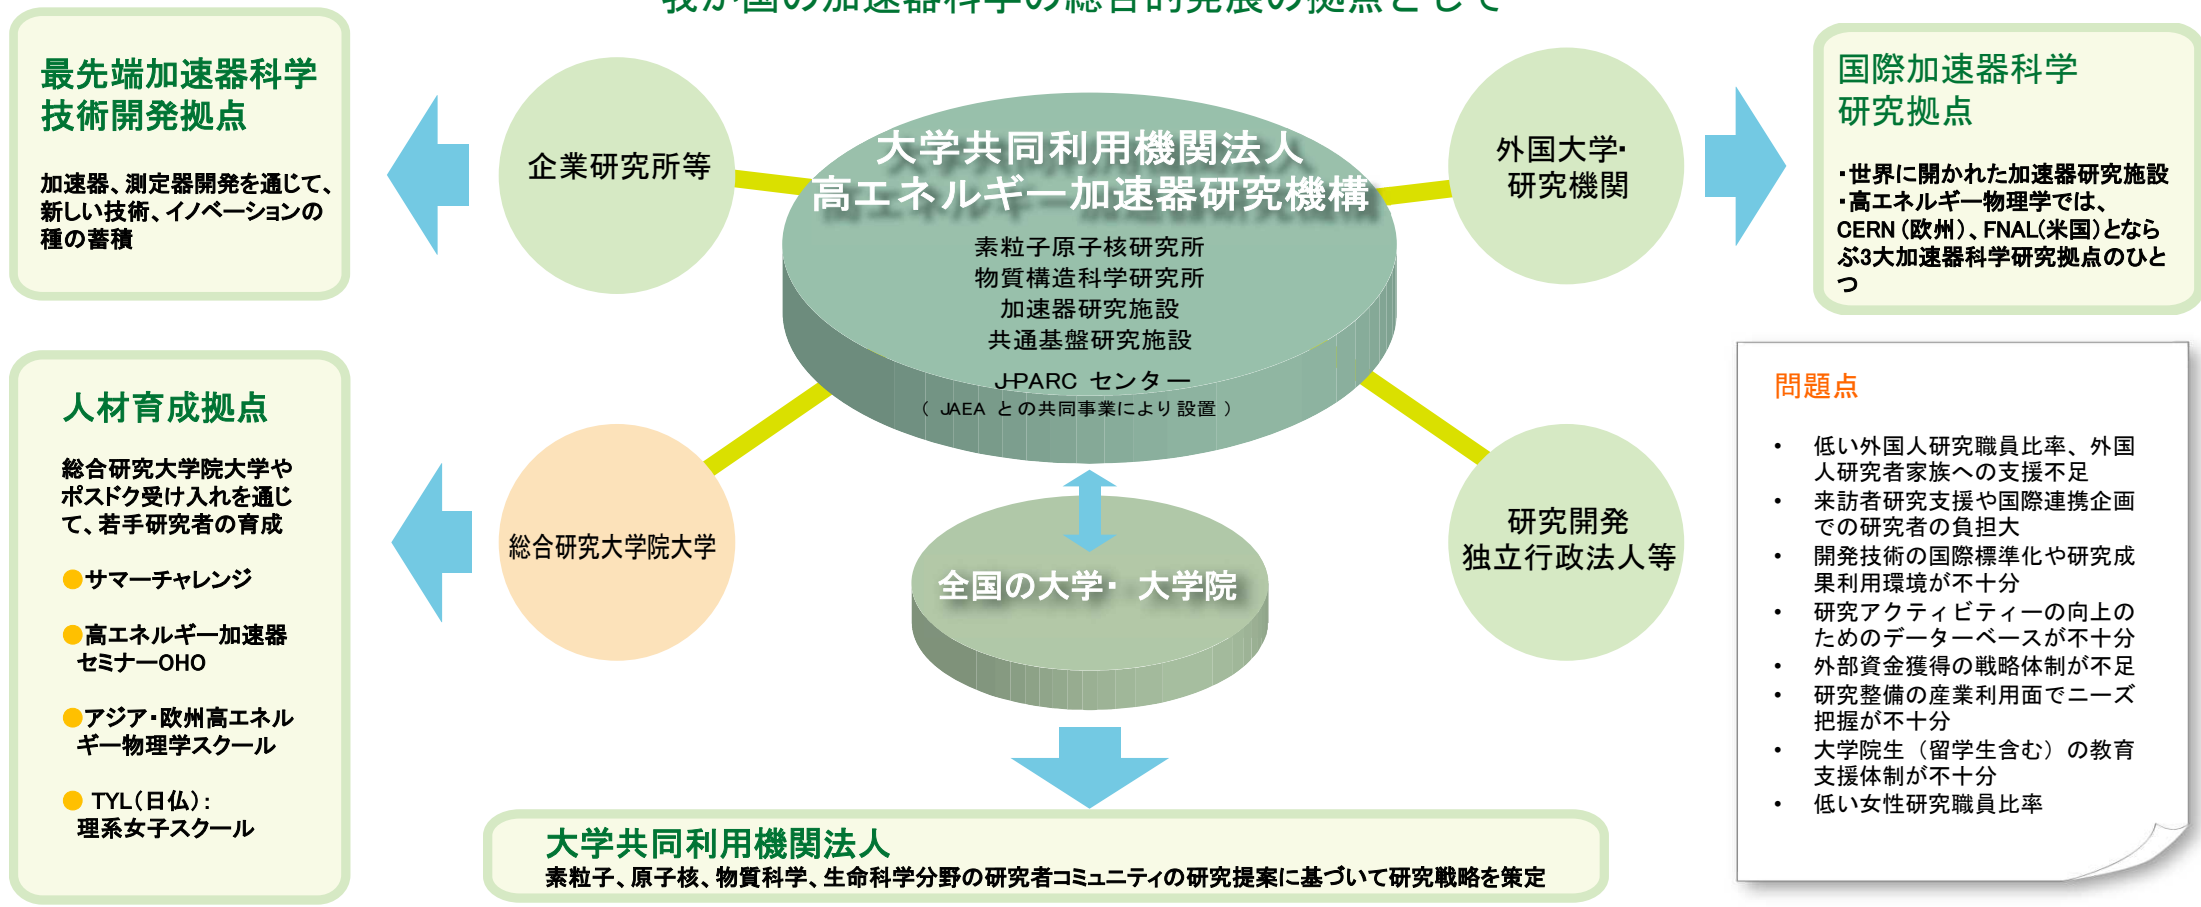 我が国の加速器科学の総合的発展の拠点として
最先端加速器科学
技術開発拠点
加速器、測定器開発を通じて、
新しい技術、イノベーションの
種の蓄積
企業研究所等
大学共同利用機関法人
高エネルギー加速器研究機構
素粒子原子核研究所
物質構造科学研究所
加速器研究施設
共通基盤研究施設
J-PARC センター
( JAEA との共同事業により設置 )
外国大学・
研究機関
国際加速器科学
研究拠点
・世界に開かれた加速器研究施設
・高エネルギー物理学では、
CERN (欧州)、FNAL(米国)となら
ぶ3大加速器科学研究拠点のひと
つ
人材育成拠点
総合研究大学院大学や
ポスドク受け入れを通じ
て、若手研究者の育成
●サマーチャレンジ
●高エネルギー加速器
セミナーOHO
●アジア・欧州高エネル
ギー物理学スクール
● TYL(日仏):
理系女子スクール
総合研究大学院大学
全国の大学・ 大学院
研究開発
独立行政法人等
問題点
• 低い外国人研究職員比率、外国
人研究者家族への支援不足
• 来訪者研究支援や国際連携企画
での研究者の負担大
• 開発技術の国際標準化や研究成
果利用環境が不十分
• 研究アクティビティーの向上の
ためのデーターベースが不十分
• 外部資金獲得の戦略体制が不足
• 研究整備の産業利用面でニーズ
把握が不十分
• 大学院生（留学生含む）の教育
支援体制が不十分
• 低い女性研究職員比率
大学共同利用機関法人
素粒子、原子核、物質科学、生命科学分野の研究者コミュニティの研究提案に基づいて研究戦略を策定